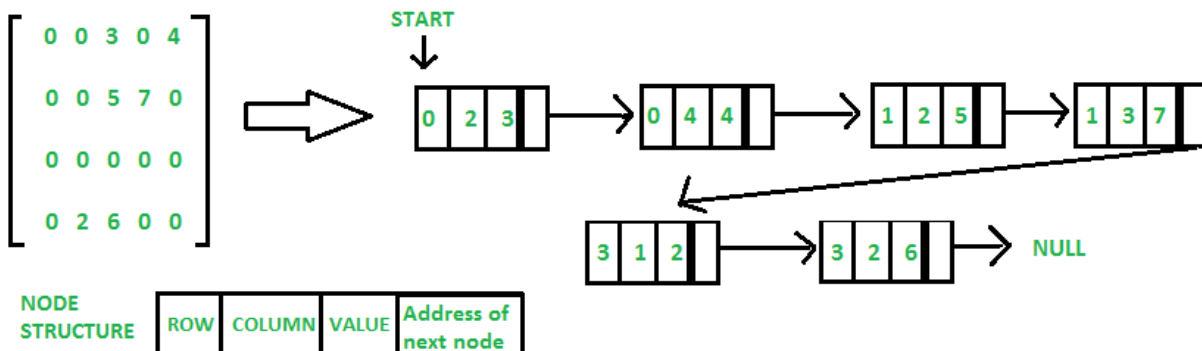 START
0 0 3 0 4
0 0 5 7 0
0 0 0 0 0
0 2 6 0 0
0 2 3
0 4 4
1 2 5
1 3 7
3 1 2
3 2 6
NULL
NODE
STRUCTURE
ROW
COLUMN
VALUE
Address of
next node